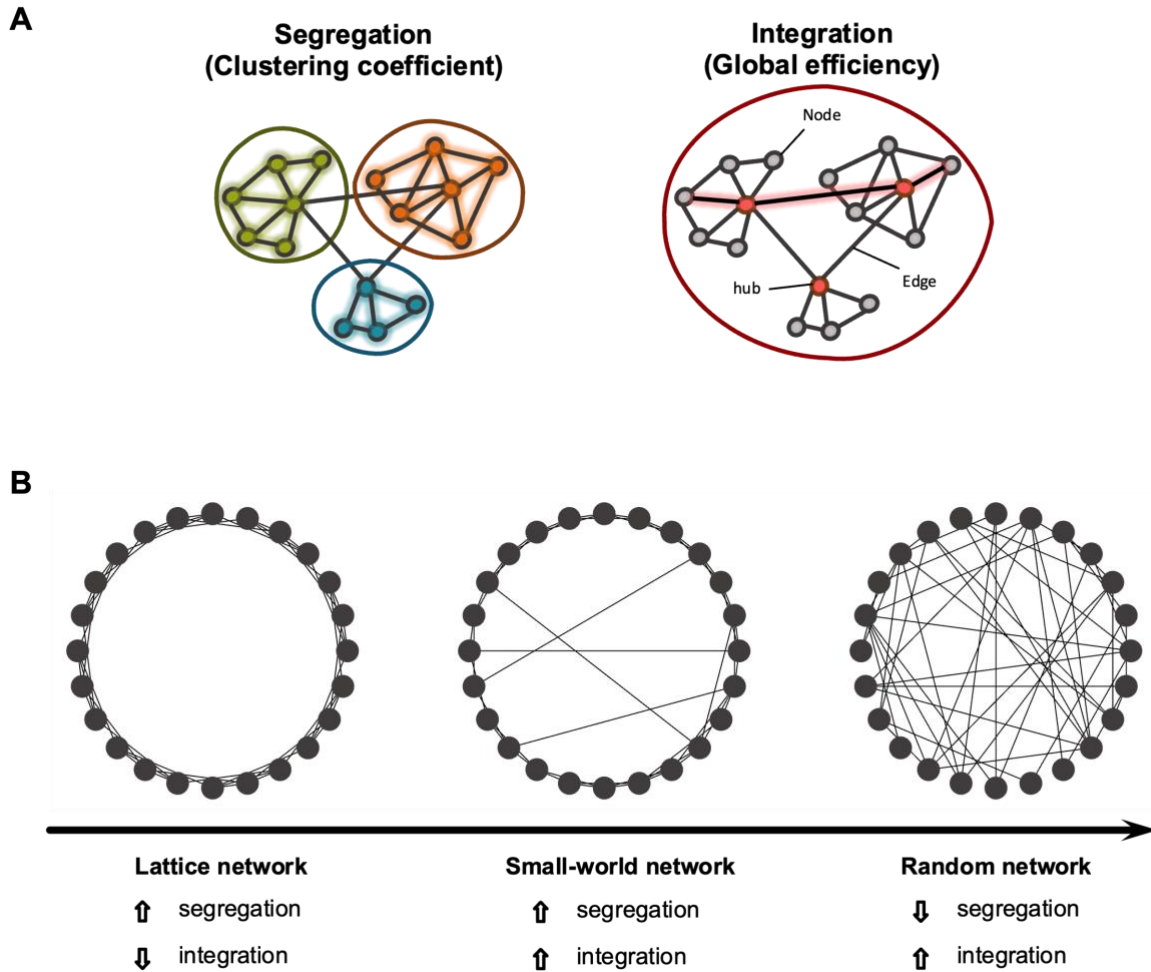 A
Segregation
(Clustering coefficient)
Integration
(Global efficiency)
Node
hub
Edge
B
Lattice network
⇧ segregation
⇩ integration
Small-world network
⇧ segregation
⇧ integration
Random network
⇩ segregation
⇧ integration